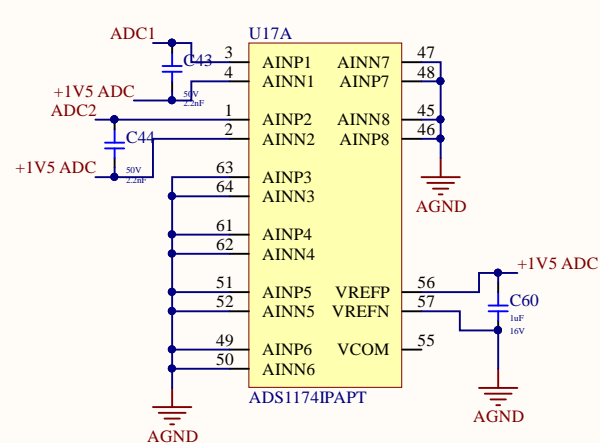 ADC1
U17A
C43
3 AINP1 AINN7 47
4 AINN1 AINP7 48
+1V5 ADC
50V
2.2nF
ADC2
1 AINP2 AINN8 45
C44
2 AINN2 AINP8 46
+1V5 ADC
50V
2.2nF
63 AINP3
64 AINN3
AGND
61 AINP4
62 AINN4
+1V5 ADC
51 AINP5 VREFP 56
C60
52 AINN5 VREFN 57
1uF
16V
49 AINP6 VCOM 55
50 AINN6
ADS1174IPAPT
AGND
AGND